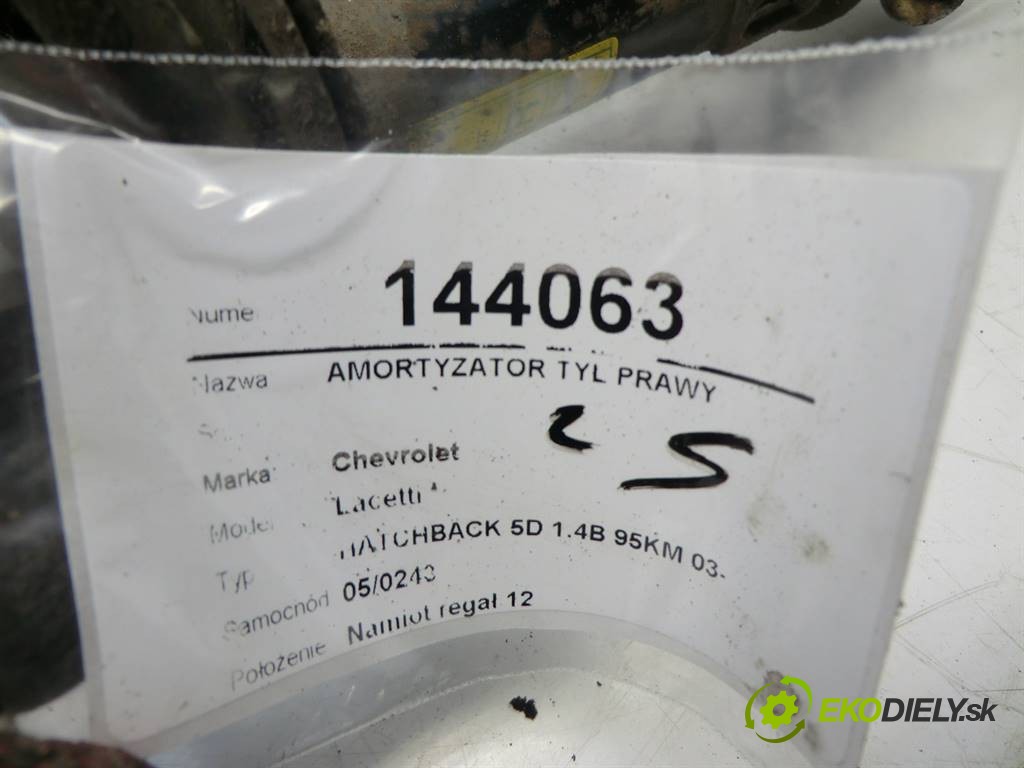 Nume 144063
Nazwa AMORTYZATOR TYL PRAWY
Marka Chevrolet
Model Lacetti
Typ HATCHBACK 5D 1.4B 95KM 03-
Samochód 05/0243
Położenie Namiot regał 12
EKODIELY.sk